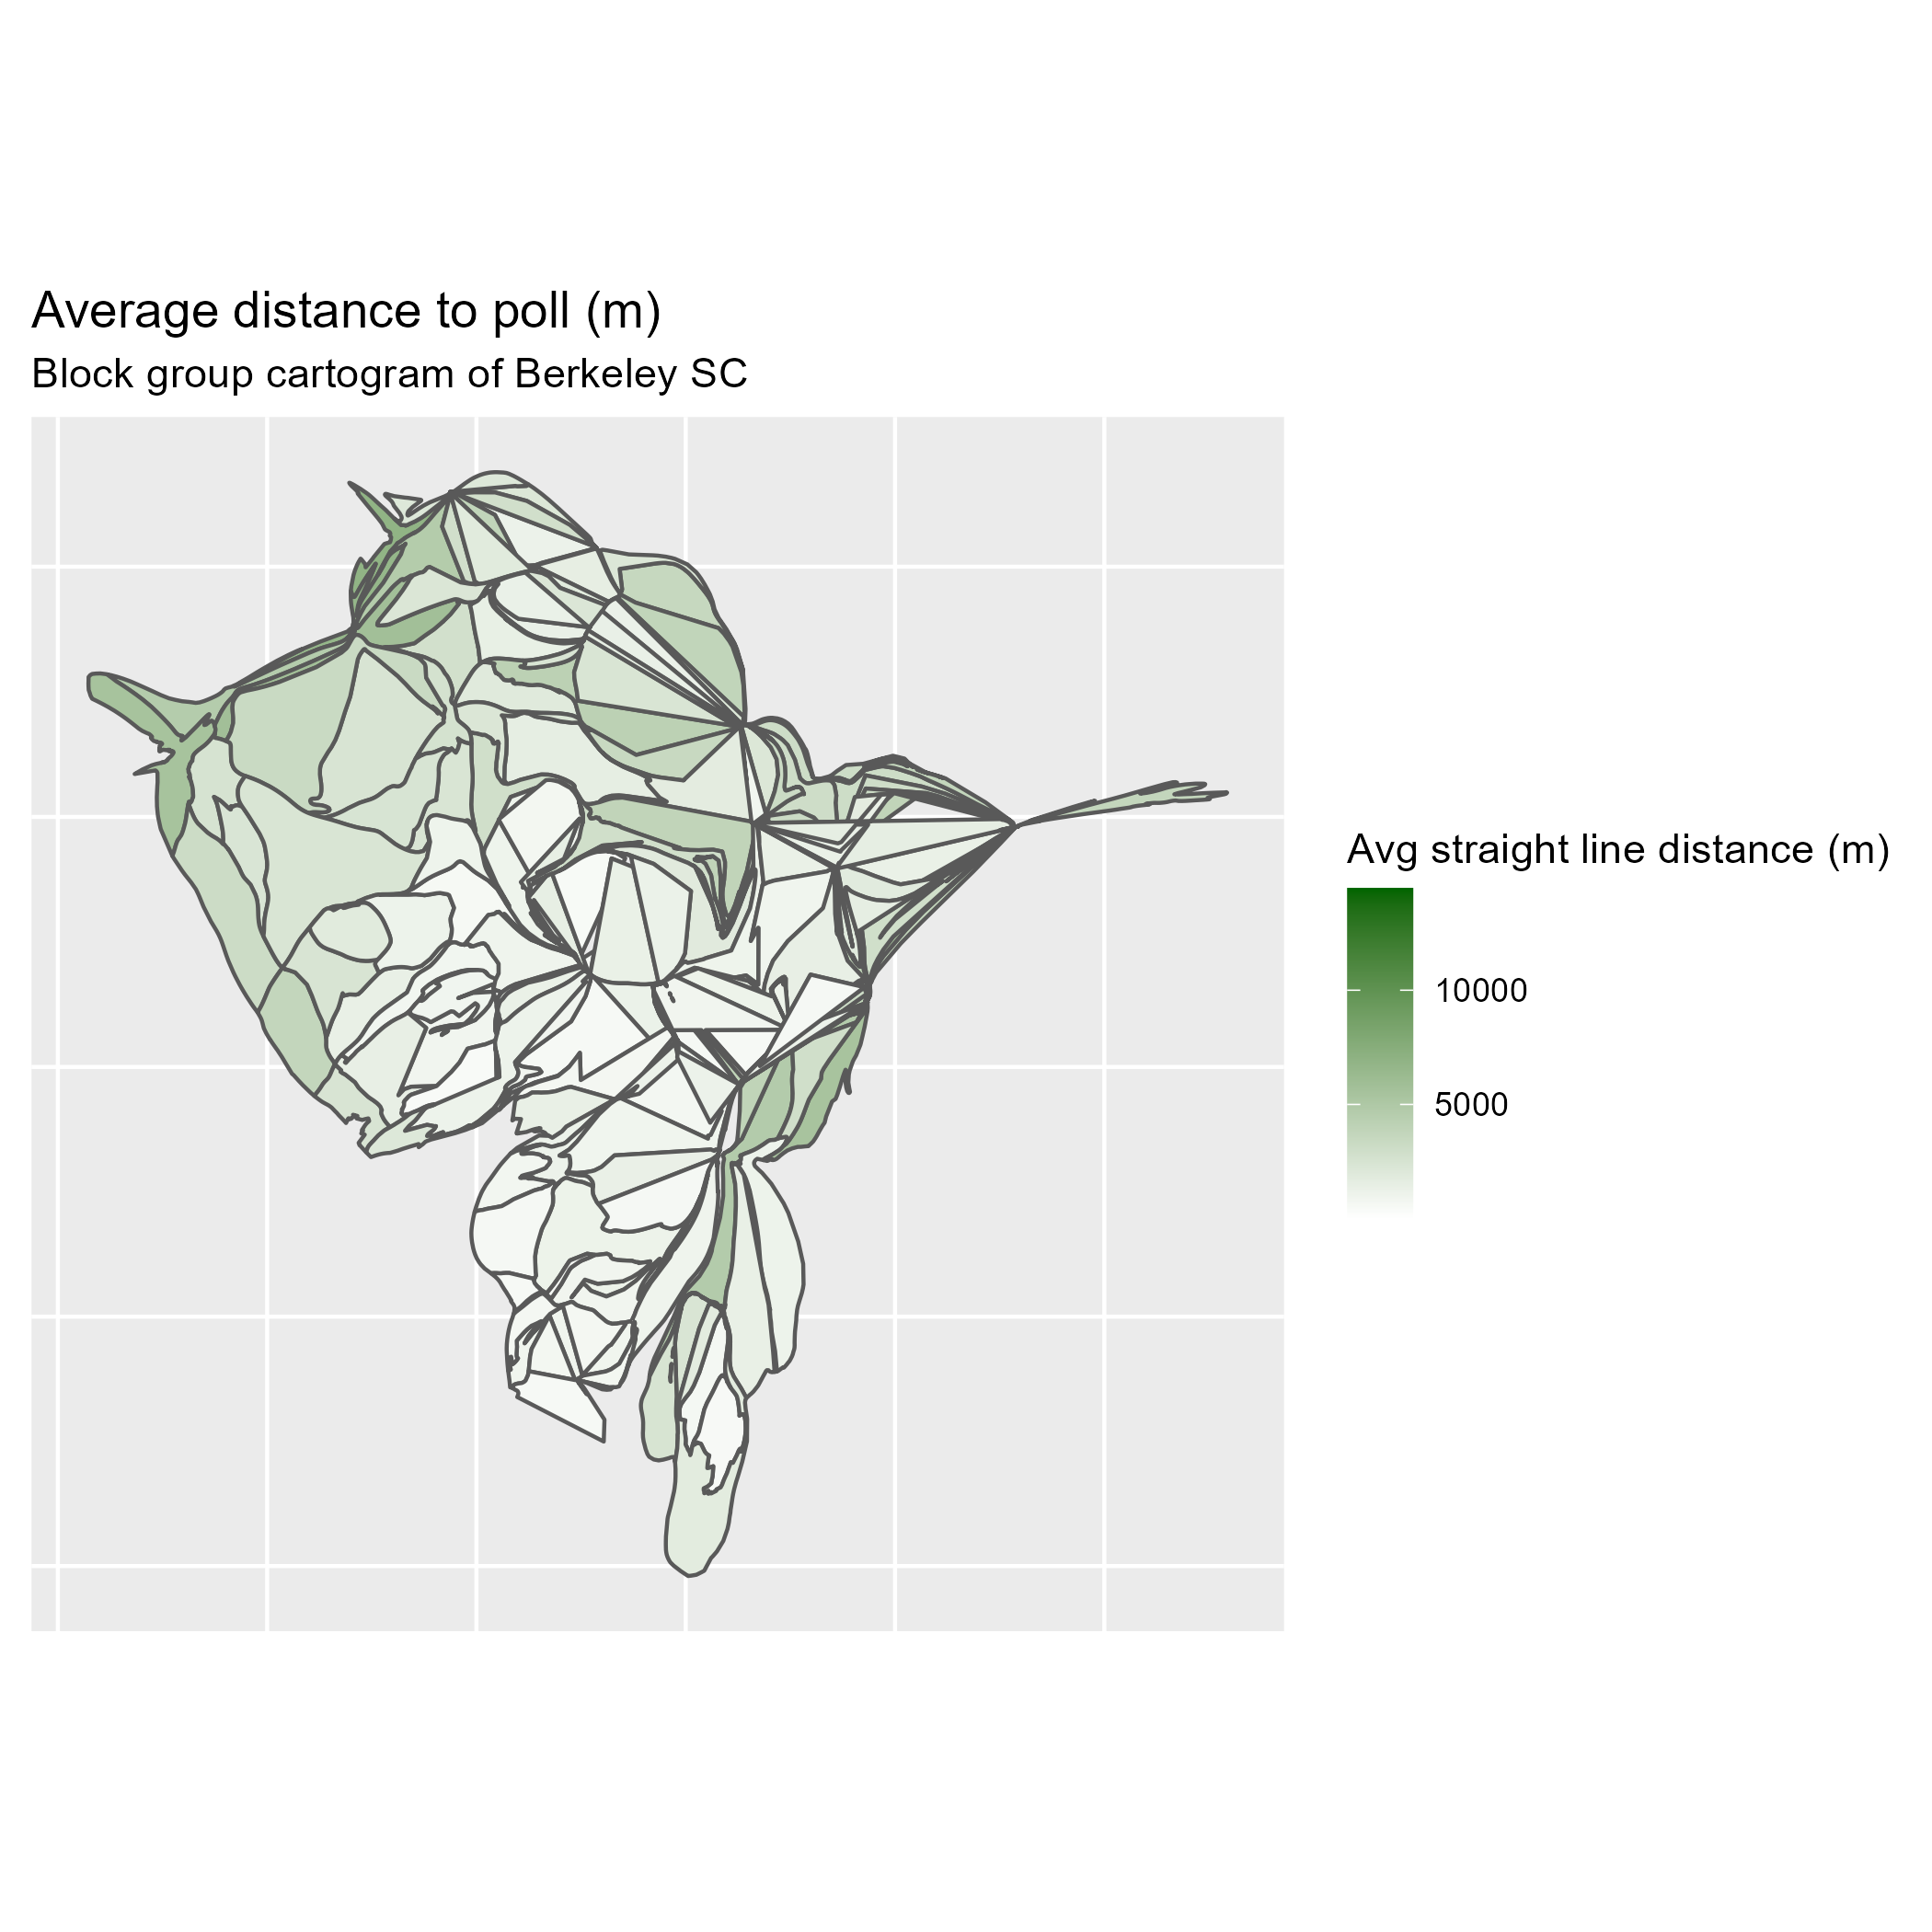 Average distance to poll (m)
Block group cartogram of Berkeley SC
Avg straight line distance (m)
10000
5000